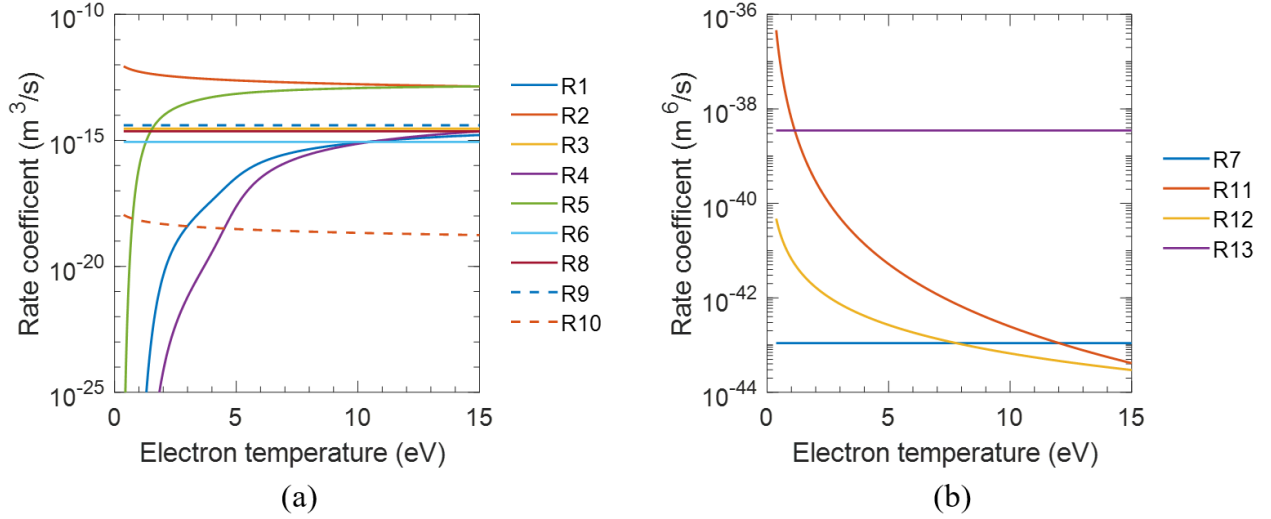 10^-10
10^-15
10^-20
10^-25
Rate coefficent (m^3/s)
0 5 10 15
Electron temperature (eV)
R1
R2
R3
R4
R5
R6
R8
R9
R10
(a)
10^-36
10^-38
10^-40
10^-42
10^-44
Rate coefficent (m^6/s)
0 5 10 15
Electron temperature (eV)
R7
R11
R12
R13
(b)